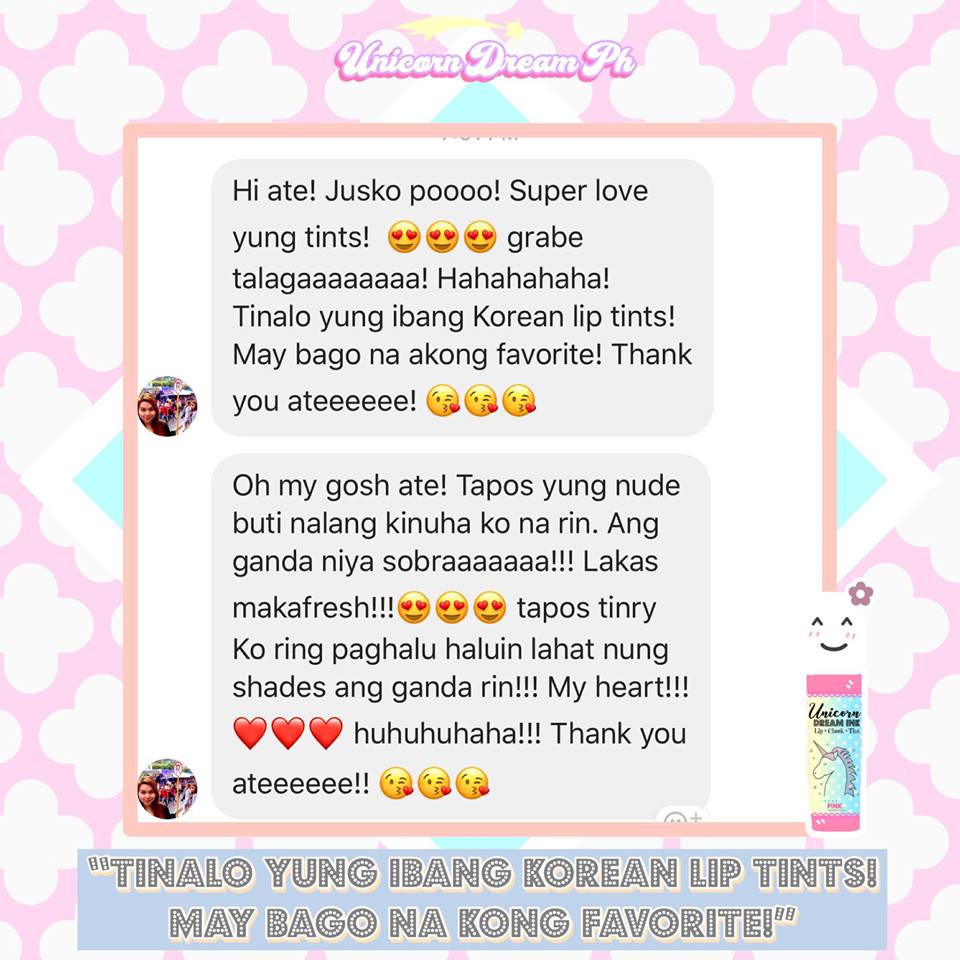 Unicorn Dream Ph
Hi ate! Jusko poooo! Super love
yung tints! 😍😍😍 grabe
talagaaaaaaaa! Hahahahaha!
Tinalo yung ibang Korean lip tints!
May bago na akong favorite! Thank
you ateeeeee! 😘😘😘
Oh my gosh ate! Tapos yung nude
buti nalang kinuha ko na rin. Ang
ganda niya sobraaaaaaa!!! Lakas
makafresh!!!😍😍😍 tapos tinry
Ko ring paghalu haluin lahat nung
shades ang ganda rin!!! My heart!!!
❤️❤️❤️ huhuhuhaha!!! Thank you
ateeeeee!! 😘😘😘
Unicorn
DREAM INK
Lip • Cheek • Tint
PINK
"TINALO YUNG IBANG KOREAN LIP TINTS!
MAY BAGO NA KONG FAVORITE!"